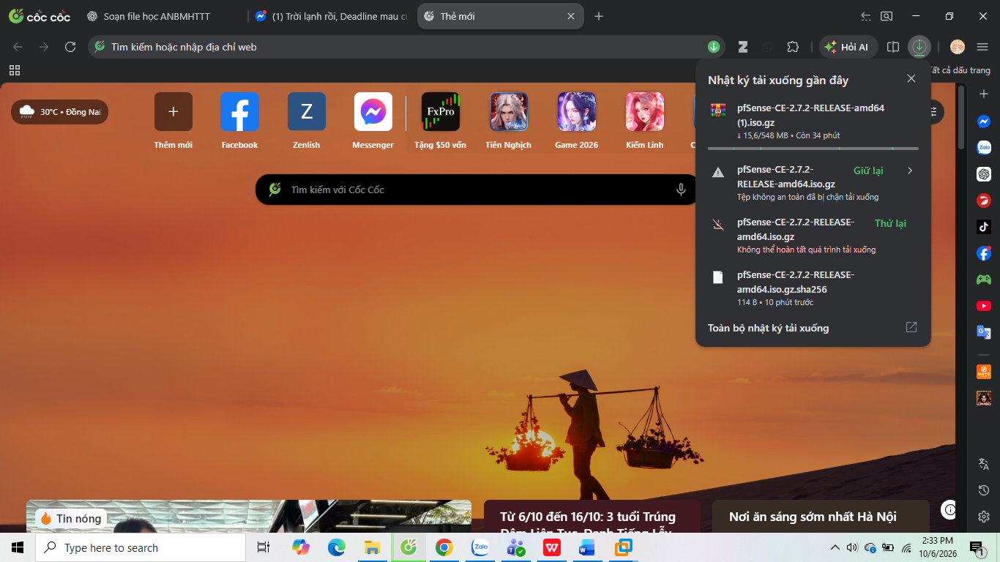 cốc cốc
Soạn file học ANBMHTTT
(1) Trời lạnh rồi, Deadline mau
Thẻ mới
Tìm kiếm hoặc nhập địa chỉ web
Z
Hỏi AI
Tất cả dấu trang
30°C • Đồng Nai
Z
FxPro
Thêm mới
Facebook
Zenlish
Messenger
Tặng $50 vốn
Tiên Nghịch
Game 2026
Kiếm Linh
Tìm kiếm với Cốc Cốc
Nhật ký tải xuống gần đây
pfSense-CE-2.7.2-RELEASE-amd64
(1).iso.gz
↓ 15,6/548 MB • Còn 34 phút
pfSense-CE-2.7.2-
RELEASE-amd64.iso.gz
Giữ lại
Tệp không an toàn đã bị chặn tải xuống
pfSense-CE-2.7.2-RELEASE-
amd64.iso.gz
Thử lại
Không thể hoàn tất quá trình tải xuống
pfSense-CE-2.7.2-RELEASE-
amd64.iso.gz.sha256
114 B • 10 phút trước
Toàn bộ nhật ký tải xuống
Zalo
NOTE
Tin nóng
Từ 6/10 đến 16/10: 3 tuổi Trúng
Đậm Liên Tục, Danh Tiếng Lẫy
Nơi ăn sáng sớm nhất Hà Nội
Type here to search
Zalo
2:33 PM
10/6/2026
1